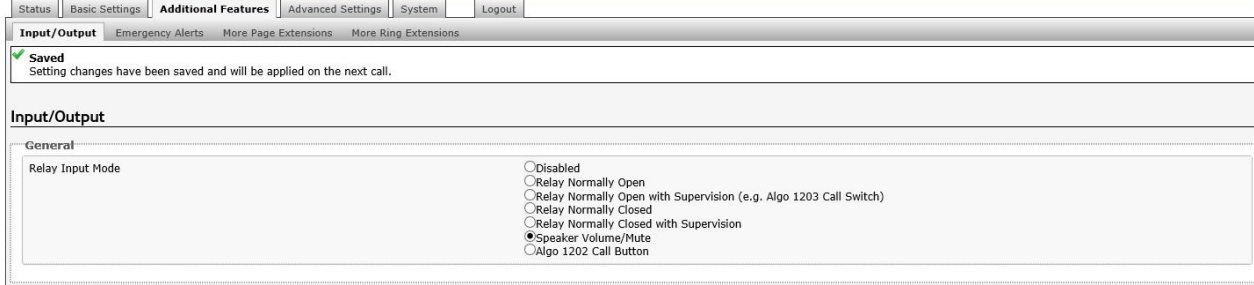 Status Basic Settings Additional Features Advanced Settings System Logout
Input/Output Emergency Alerts More Page Extensions More Ring Extensions
Saved
Setting changes have been saved and will be applied on the next call.
Input/Output
General
Relay Input Mode Disabled
Relay Normally Open
Relay Normally Open with Supervision (e.g. Algo 1203 Call Switch)
Relay Normally Closed
Relay Normally Closed with Supervision
Speaker Volume/Mute
Algo 1202 Call Button